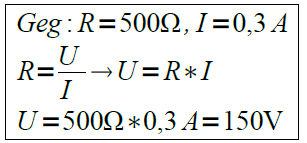 Geg : R=500Ω, I=0,3 A
R=U/I→U=R∗I
U=500Ω∗0,3 A=150V